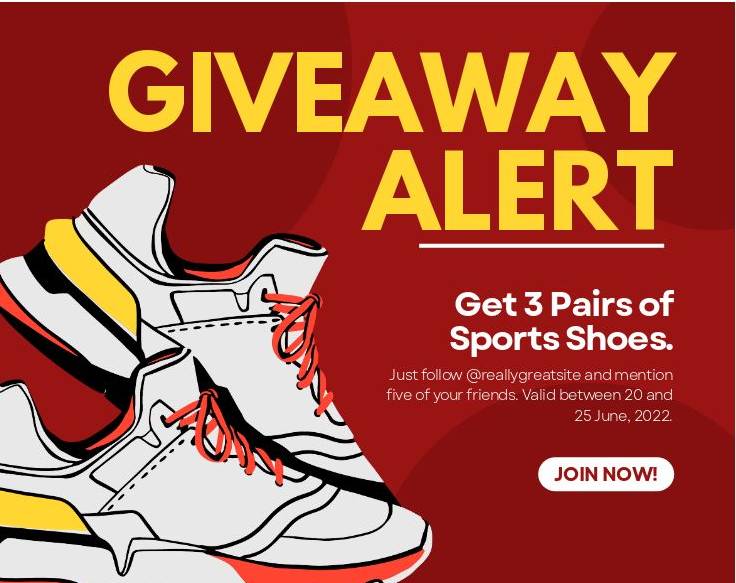 GIVEAWAY
ALERT
Get 3 Pairs of
Sports Shoes.
Just follow @reallygreatsite and mention
five of your friends. Valid between 20 and
25 June, 2022.
JOIN NOW!